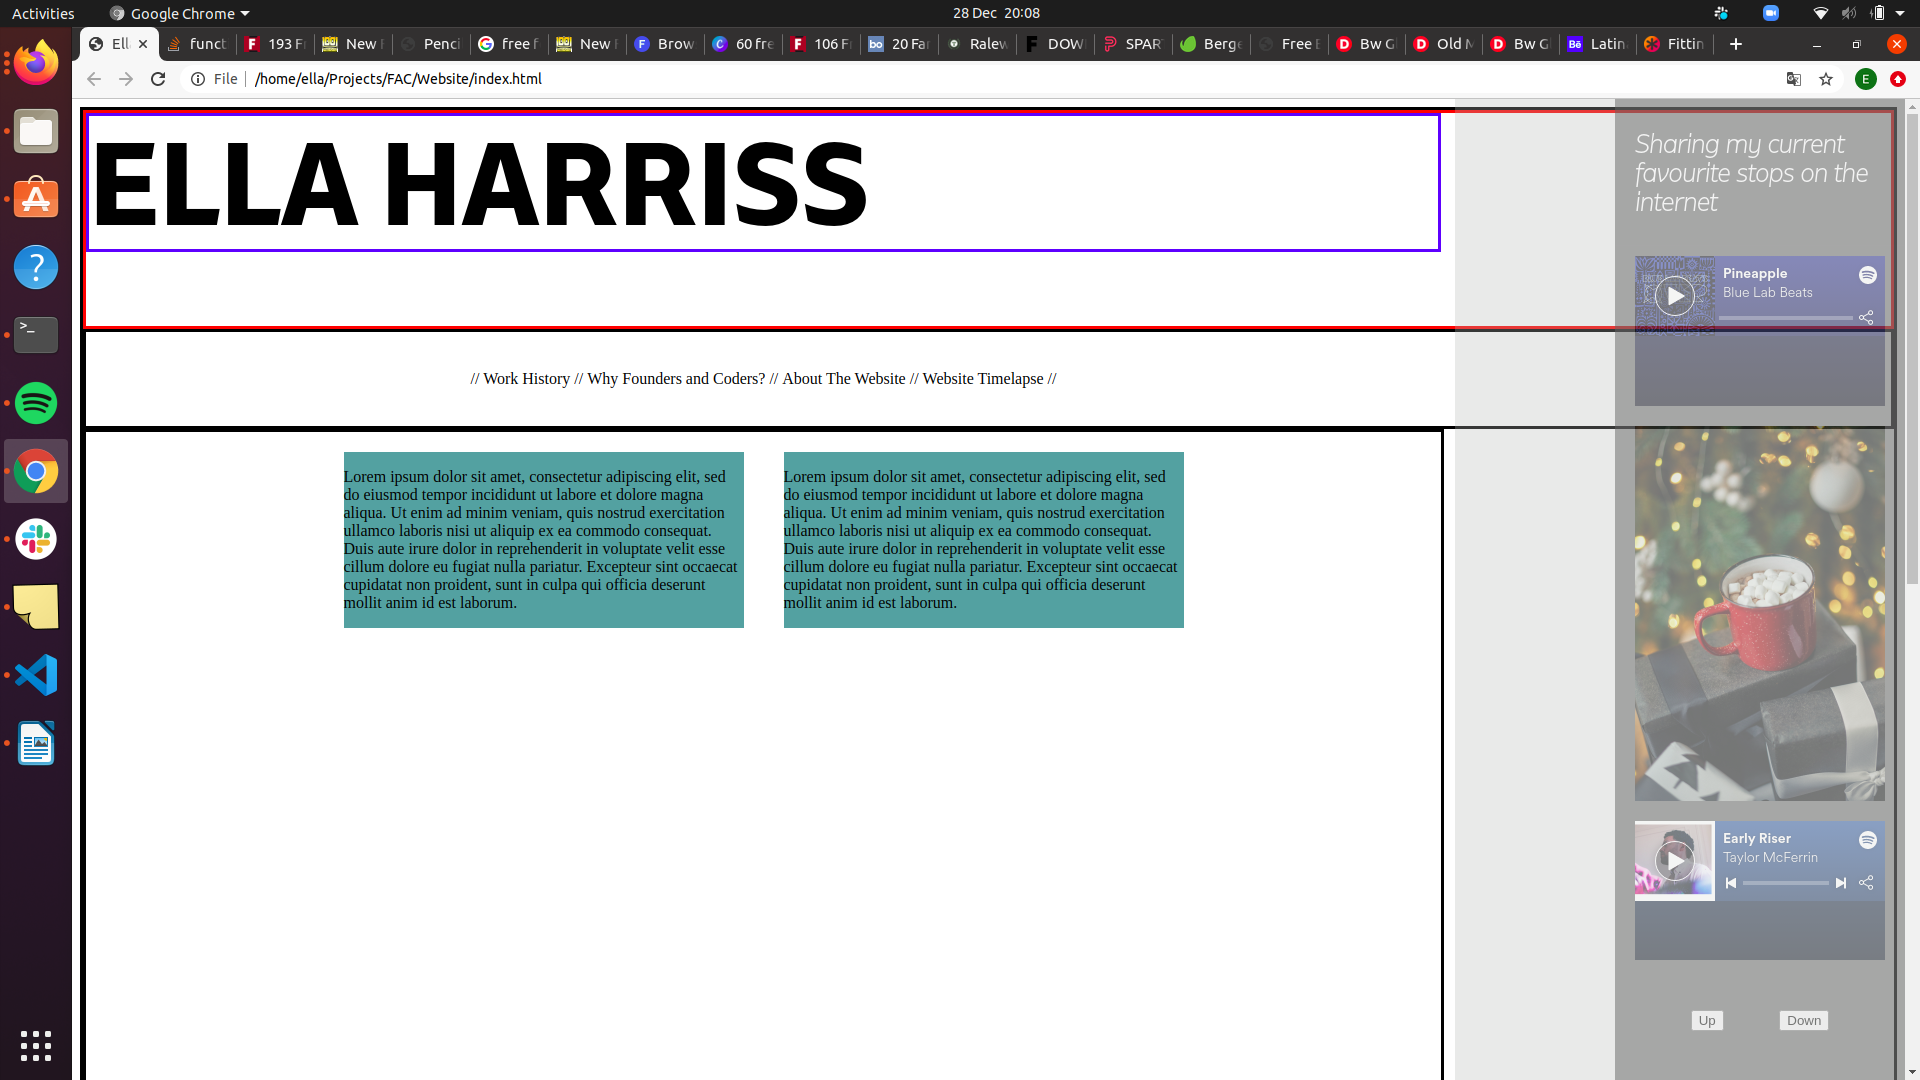 Activities
Google Chrome
28 Dec 20:08
Ell
funct
193 Fr
New F
Penci
free f
New F
Brow
60 fre
106 F
20 Far
Ralew
DOW
SPAR
Berge
Free E
Bw G
Old M
Bw G
Latin
Fittin
File
/home/ella/Projects/FAC/Website/index.html
E
ELLA HARRISS
Sharing my current
favourite stops on the
internet
Pineapple
Blue Lab Beats
// Work History // Why Founders and Coders? // About The Website // Website Timelapse //
Lorem ipsum dolor sit amet, consectetur adipiscing elit, sed
do eiusmod tempor incididunt ut labore et dolore magna
aliqua. Ut enim ad minim veniam, quis nostrud exercitation
ullamco laboris nisi ut aliquip ex ea commodo consequat.
Duis aute irure dolor in reprehenderit in voluptate velit esse
cillum dolore eu fugiat nulla pariatur. Excepteur sint occaecat
cupidatat non proident, sunt in culpa qui officia deserunt
mollit anim id est laborum.
Lorem ipsum dolor sit amet, consectetur adipiscing elit, sed
do eiusmod tempor incididunt ut labore et dolore magna
aliqua. Ut enim ad minim veniam, quis nostrud exercitation
ullamco laboris nisi ut aliquip ex ea commodo consequat.
Duis aute irure dolor in reprehenderit in voluptate velit esse
cillum dolore eu fugiat nulla pariatur. Excepteur sint occaecat
cupidatat non proident, sunt in culpa qui officia deserunt
mollit anim id est laborum.
Early Riser
Taylor McFerrin
Up
Down